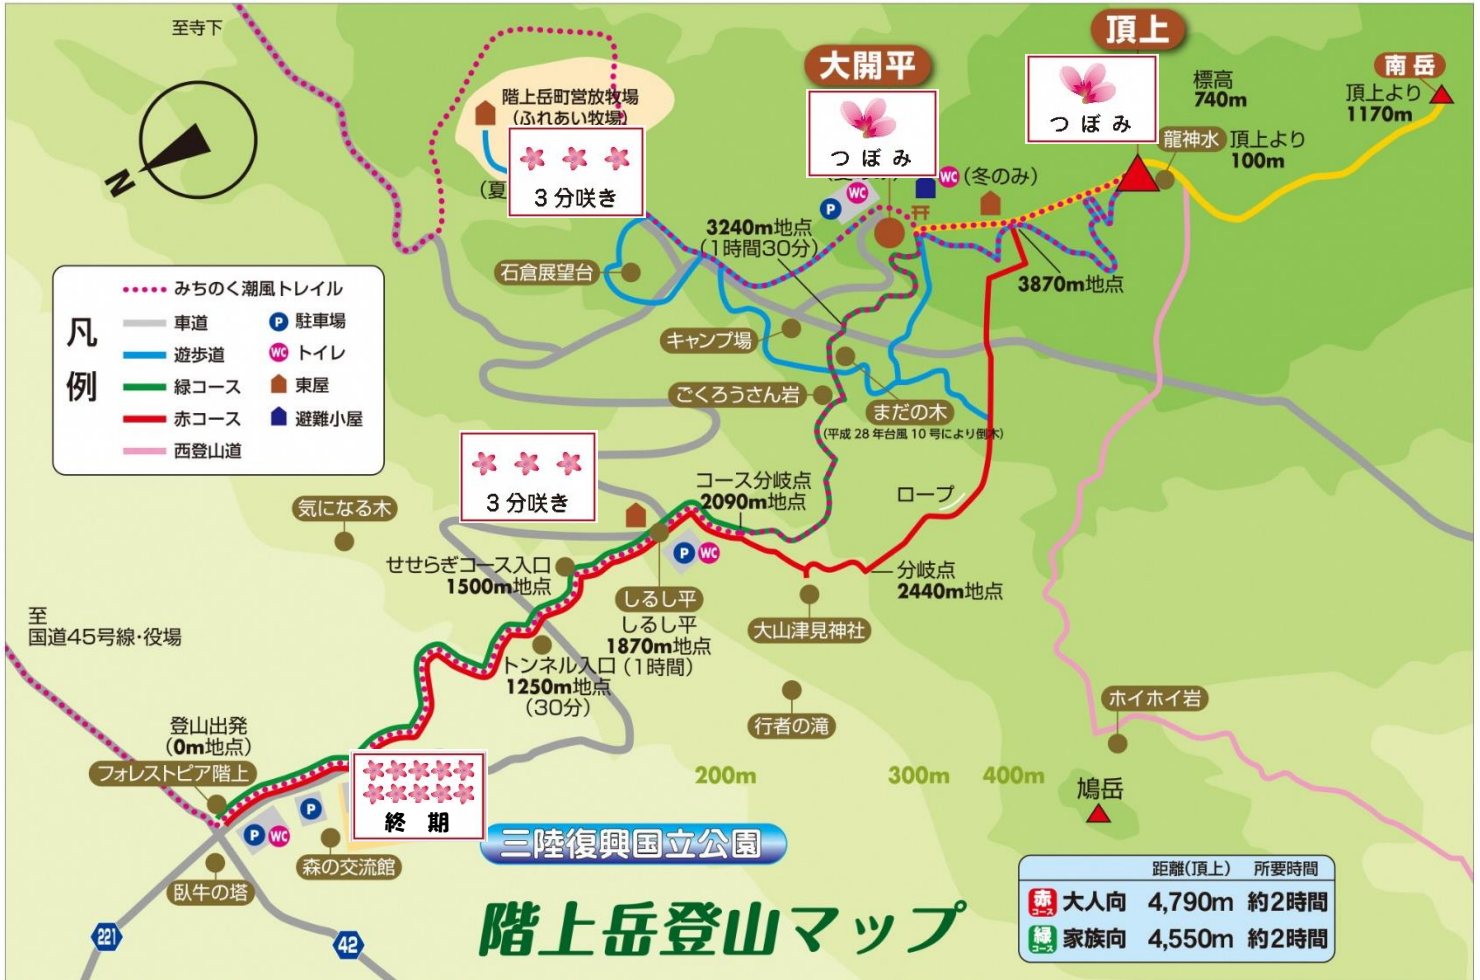 至寺下
N
階上岳町営放牧場
(ふれあい牧場)
(夏
3分咲き
大開平
つぼみ
頂上
つぼみ
標高
740m
南岳
頂上より
1170m
龍神水
頂上より
100m
WC
P
WC
(冬のみ)
3240m地点
(1時間30分)
3870m地点
石倉展望台
キャンプ場
ごくろうさん岩
まだの木
(平成28年台風10号により倒木)
凡例
みちのく潮風トレイル
車道
遊歩道
緑コース
赤コース
西登山道
P 駐車場
WC トイレ
東屋
避難小屋
3分咲き
コース分岐点
2090m地点
ロープ
気になる木
せせらぎコース入口
1500m地点
P
WC
分岐点
2440m地点
しるし平
しるし平
1870m地点
(1時間)
大山津見神社
至
国道45号線・役場
トンネル入口
1250m地点
(30分)
行者の滝
ホイホイ岩
登山出発
(0m地点)
フォレストピア階上
200m
300m
400m
鳩岳
終期
P
P
WC
森の交流館
臥牛の塔
221
42
三陸復興国立公園
階上岳登山マップ
距離(頂上) 所要時間
赤コース 大人向 4,790m 約2時間
緑コース 家族向 4,550m 約2時間